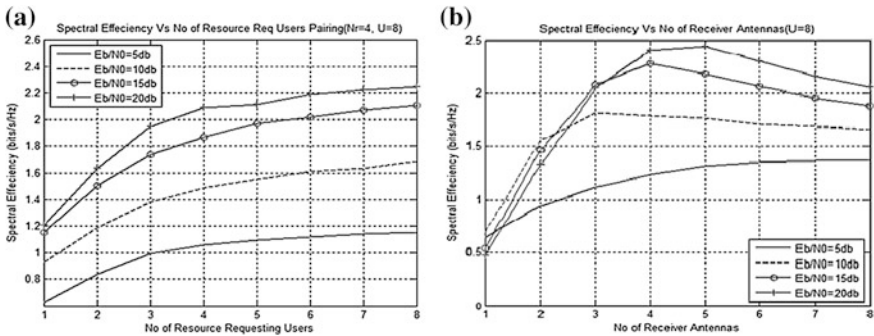 (a)
Spectral Effeciency Vs No of Resource Req Users Pairing(Nr=4, U=8)
2.6
2.4
2.2
2
1.8
1.6
1.4
1.2
1
0.8
Spectral Effeciency (bits/s/Hz)
Eb/N0=5db
Eb/N0=10db
Eb/N0=15db
Eb/N0=20db
1 2 3 4 5 6 7 8
No of Resource Requesting Users
(b)
Spectral Effeciency Vs No of Receiver Antennas(U=8)
2.5
2
1.5
1
0.5
0
Spectral Effeciency (bits/s/Hz)
Eb/N0=5db
Eb/N0=10db
Eb/N0=15db
Eb/N0=20db
1 2 3 4 5 6 7 8
No of Receiver Antennas